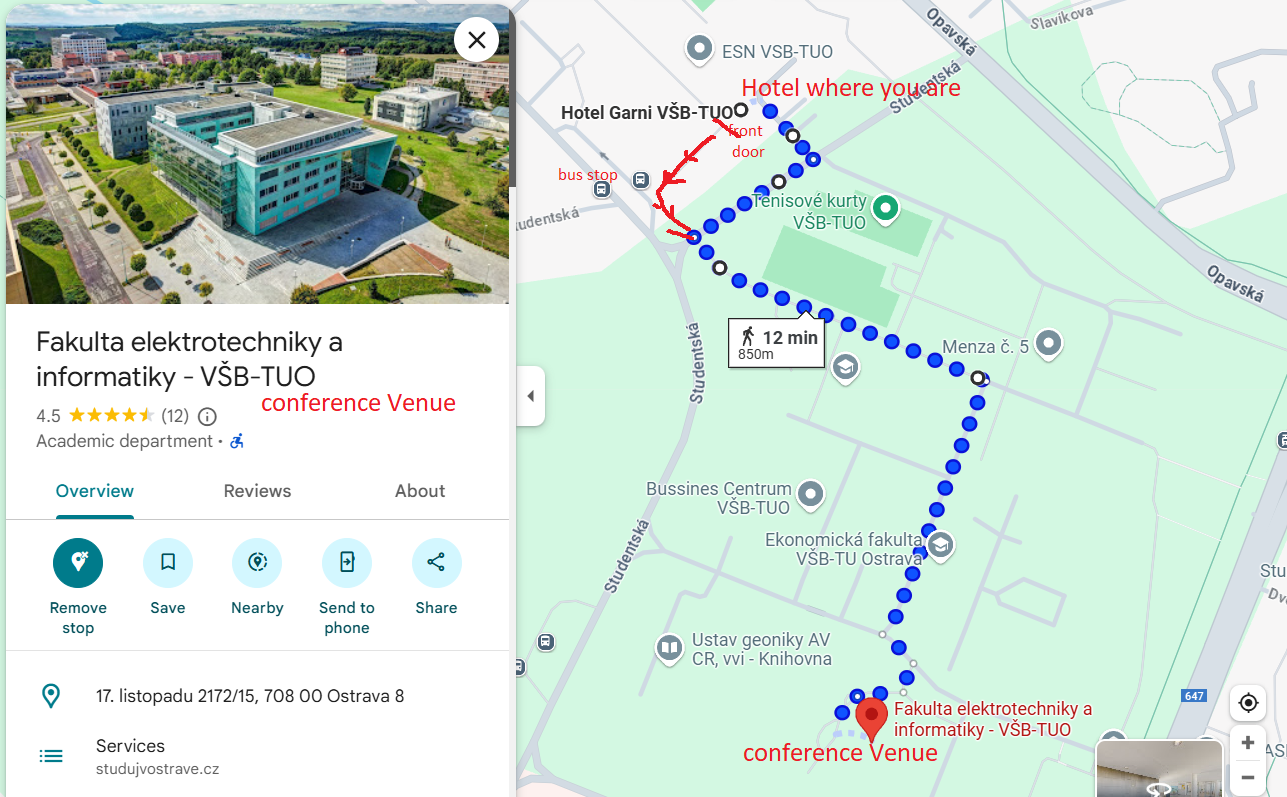 Fakulta elektrotechniky a
informatiky - VŠB-TUO
conference Venue
4.5
(12)
Academic department
Overview
Reviews
About
Remove
stop
Save
Nearby
Send to
phone
Share
17. listopadu 2172/15, 708 00 Ostrava 8
Services
studujvostrave.cz
Opavská
Slavíkova
ESN VSB-TUO
Hotel where you are
Studentská
Hotel Garni VŠB-TUO
front
door
bus stop
Tenisové kurty
VŠB-TUO
udentská
Opavská
12 min
850m
Menza č. 5
Studentská
Bussines Centrum
VŠB-TUO
Ekonomická fakulta
VŠB-TU Ostrava
Studentská
Stu
Dv
Ustav geoniky AV
CR, vvi - Knihovna
647
Fakulta elektrotechniky a
informatiky - VŠB-TUO
conference Venue
ASI